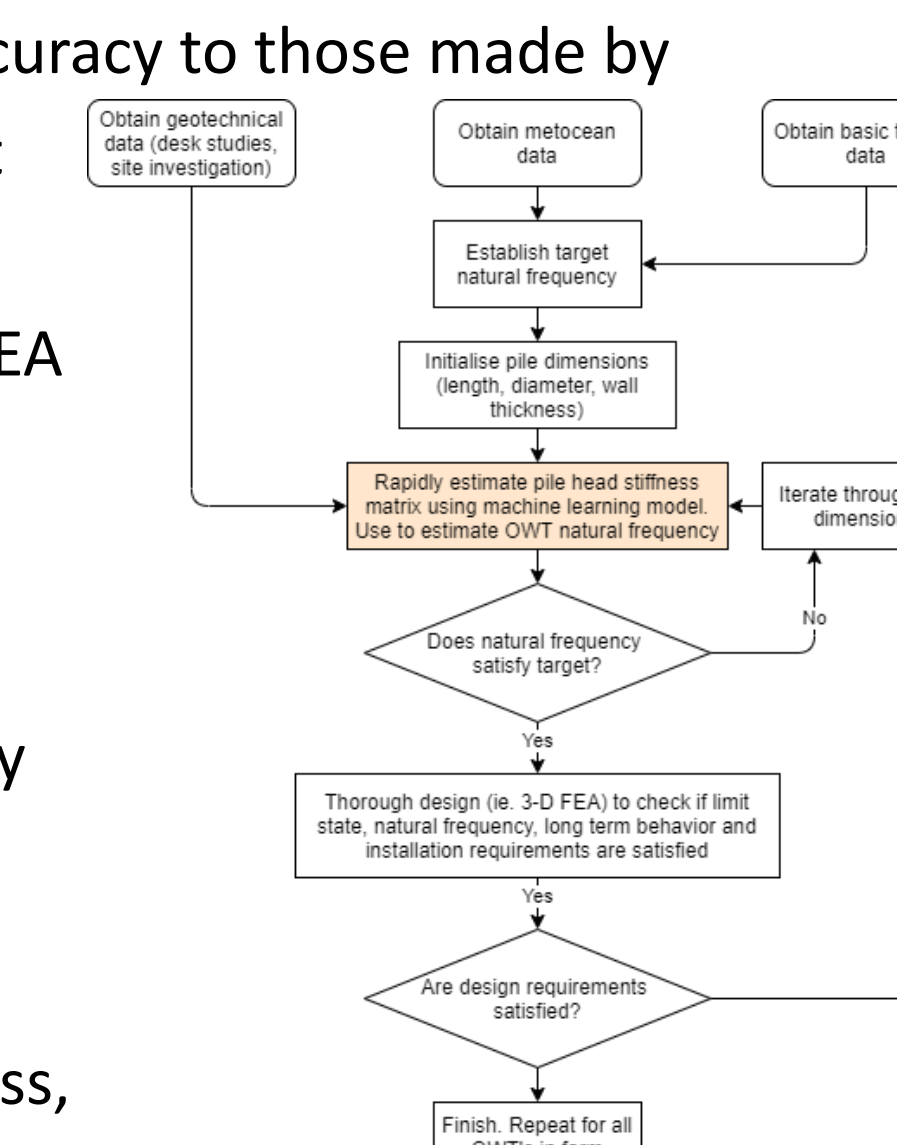 curacy to those made by
Obtain geotechnical
data (desk studies,
site investigation)
Obtain metocean
data
Obtain basic
data
EA
Establish target
natural frequency
Initialise pile dimensions
(length, diameter, wall
thickness)
Rapidly estimate pile head stiffness
matrix using machine learning model.
Use to estimate OWT natural frequency
Iterate
No
Does natural frequency
satisfy target?
Yes
y
Thorough design (ie. 3-D FEA) to check if limit
state, natural frequency, long term behavior and
installation requirements are satisfied
Yes
Are design requirements
satisfied?
ss,
Finish. Repeat for all